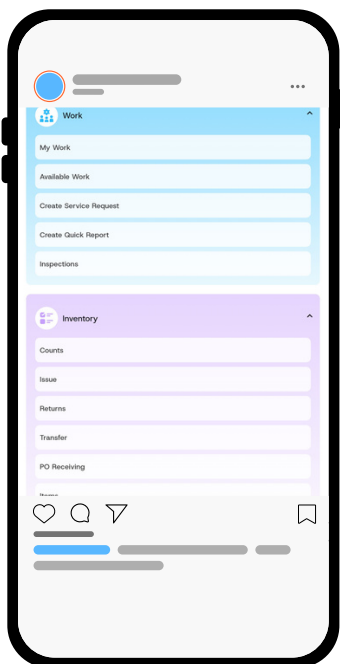 Work
My Work
Available Work
Create Service Request
Create Quick Report
Inspections
Inventory
Counts
Issue
Returns
Transfer
PO Receiving
Items